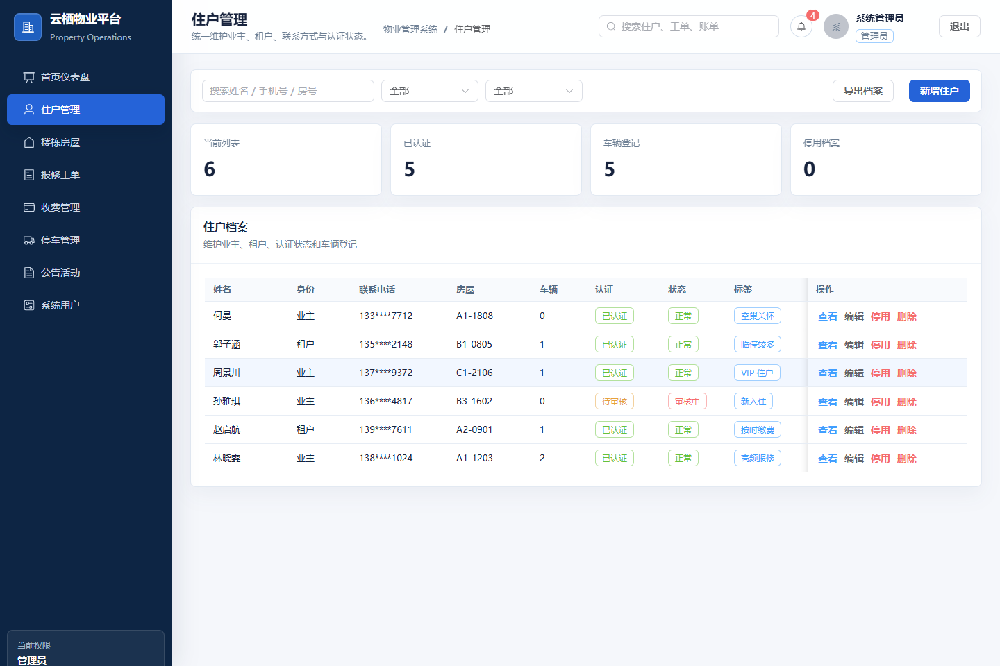 云栖物业平台
Property Operations
首页仪表盘
住户管理
楼栋房屋
报修工单
收费管理
停车管理
公告活动
系统用户
当前权限
管理员
住户管理
统一维护业主、租户、联系方式与认证状态。
物业管理系统 / 住户管理
搜索住户、工单、账单
4
系
系统管理员
管理员
退出
搜索姓名 / 手机号 / 房号
全部
全部
导出档案
新增住户
当前列表
6
已认证
5
车辆登记
5
停用档案
0
住户档案
维护业主、租户、认证状态和车辆登记
姓名 身份 联系电话 房屋 车辆 认证 状态 标签 操作
何曼 业主 133****7712 A1-1808 0 已认证 正常 空巢关怀 查看 编辑 停用 删除
郭子涵 租户 135****2148 B1-0805 1 已认证 正常 临停较多 查看 编辑 停用 删除
周景川 业主 137****9372 C1-2106 1 已认证 正常 VIP 住户 查看 编辑 停用 删除
孙雅琪 业主 136****4817 B3-1602 0 待审核 审核中 新入住 查看 编辑 停用 删除
赵启航 租户 139****7611 A2-0901 1 已认证 正常 按时缴费 查看 编辑 停用 删除
林晓雯 业主 138****1024 A1-1203 2 已认证 正常 高频报修 查看 编辑 停用 删除